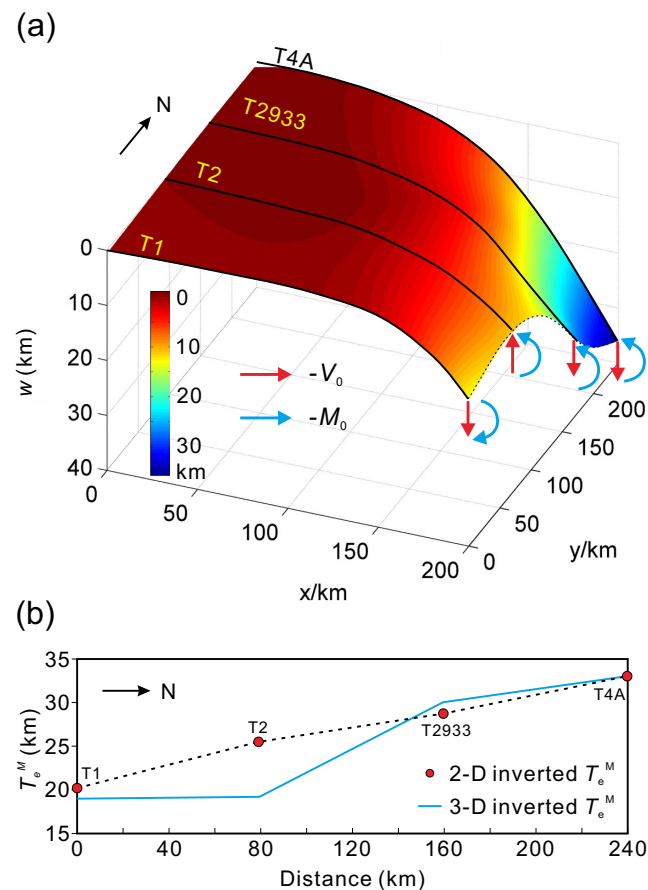 (a)
T4A
N
T2933
T2
T1
0
10
20
30
40
w (km)
0
10
20
30
km
-V₀
-M₀
0
50
100
150
200
x/km
0
50
100
150
200
y/km
(b)
35
30
25
20
15
Tₑᴹ (km)
N
T1
T2
T2933
T4A
2-D inverted Tₑᴹ
3-D inverted Tₑᴹ
0 40 80 120 160 200 240
Distance (km)